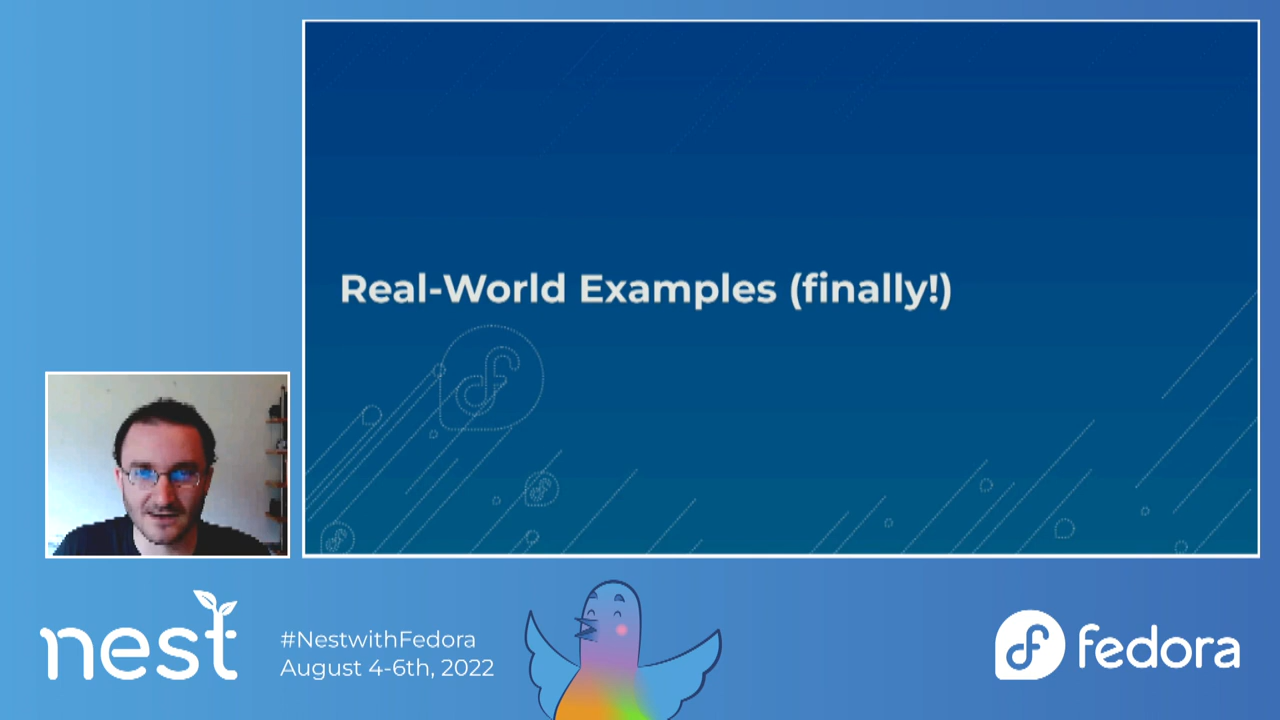 Real-World Examples (finally!)
nest
#NestwithFedora
August 4-6th, 2022
fedora